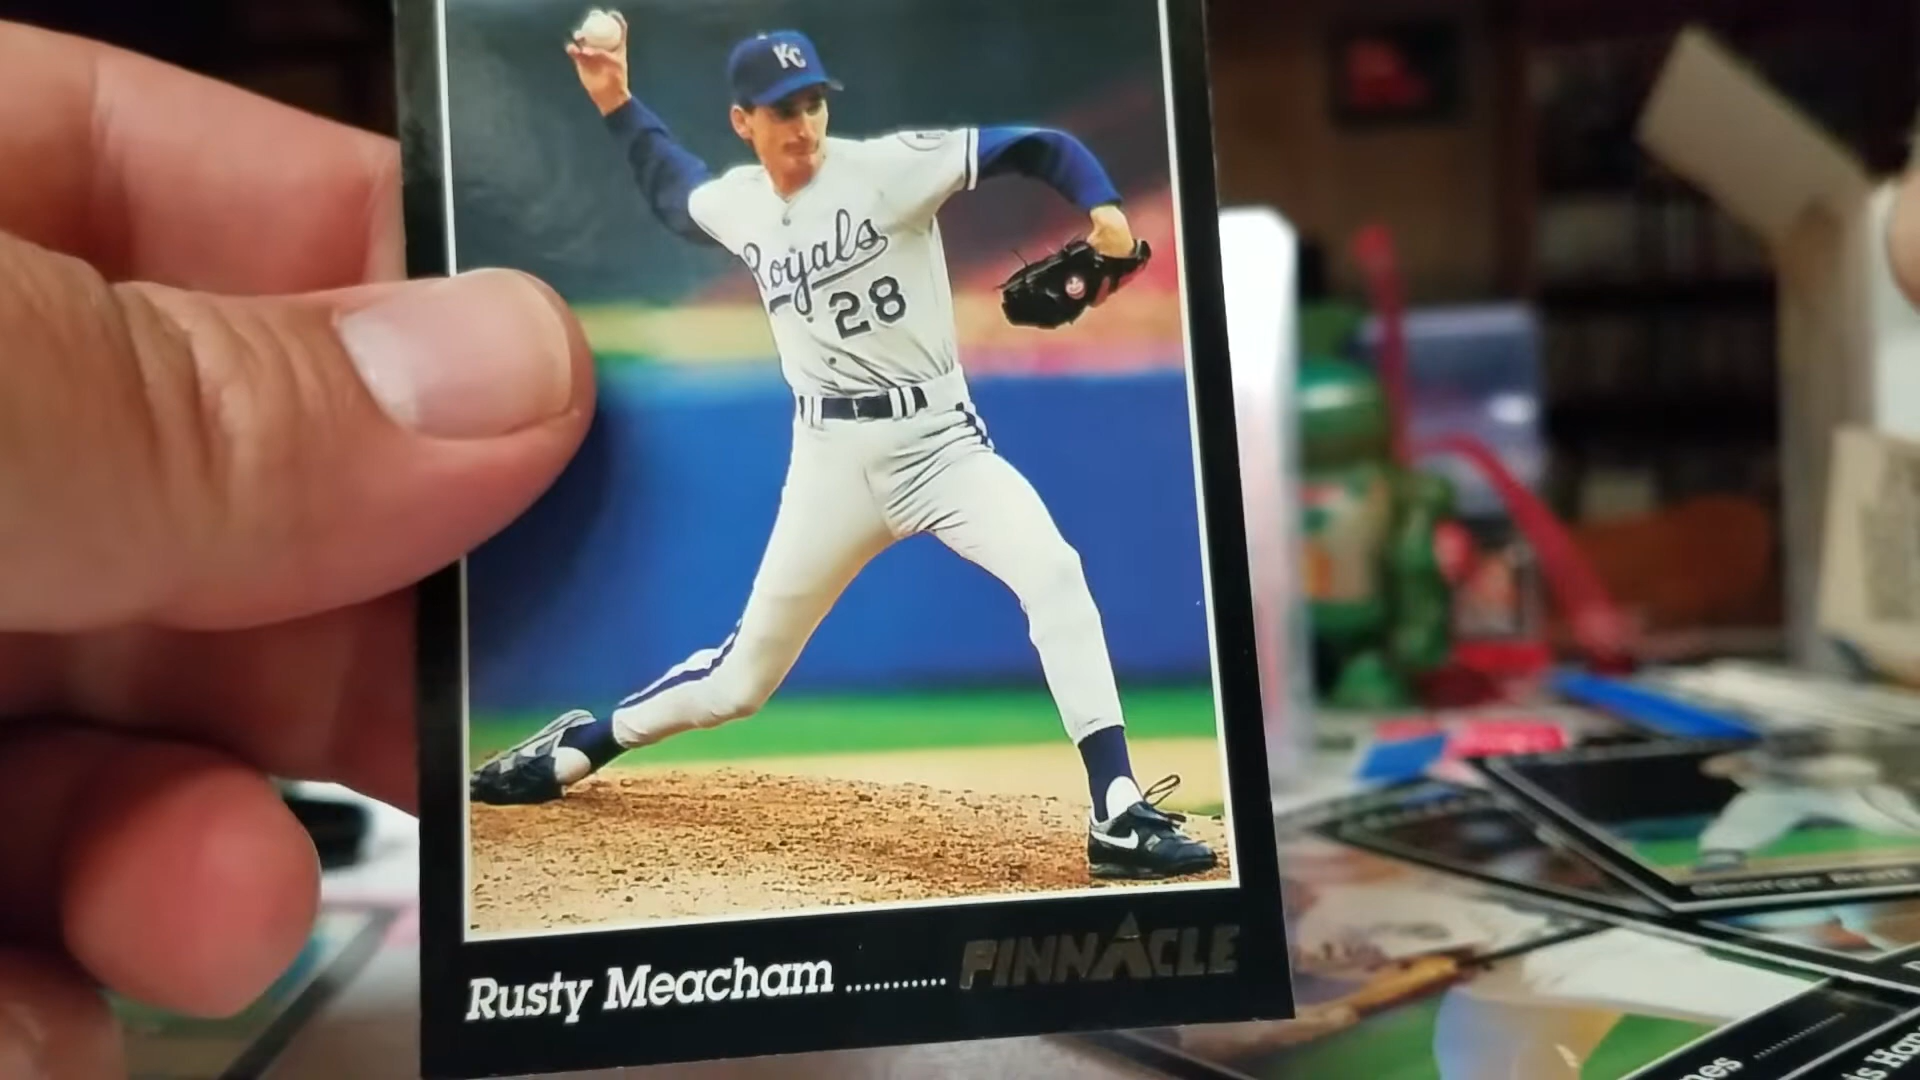 KC
Royals
28
Rusty Meacham ........... PINNACLE